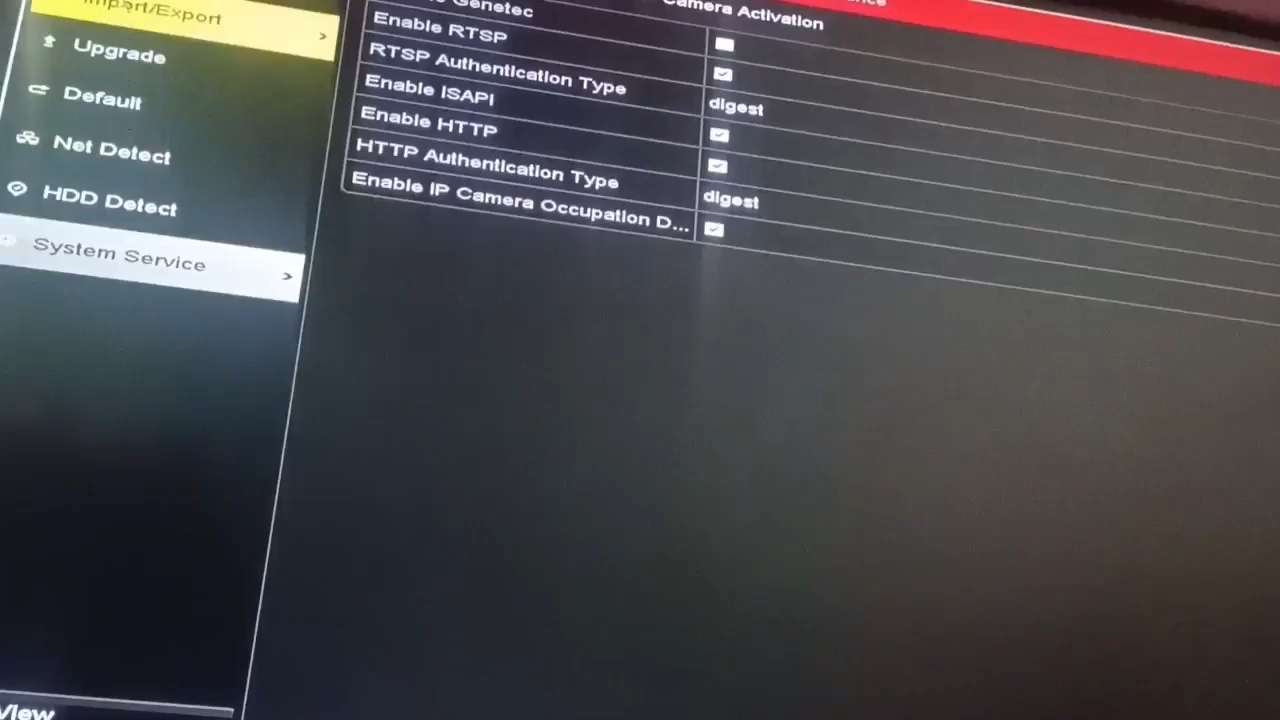 Import/Export
Upgrade
Default
Net Detect
HDD Detect
System Service
View
Camera Activation
Genetec
Enable RTSP
RTSP Authentication Type
digest
Enable ISAPI
Enable HTTP
HTTP Authentication Type
digest
Enable IP Camera Occupation D...